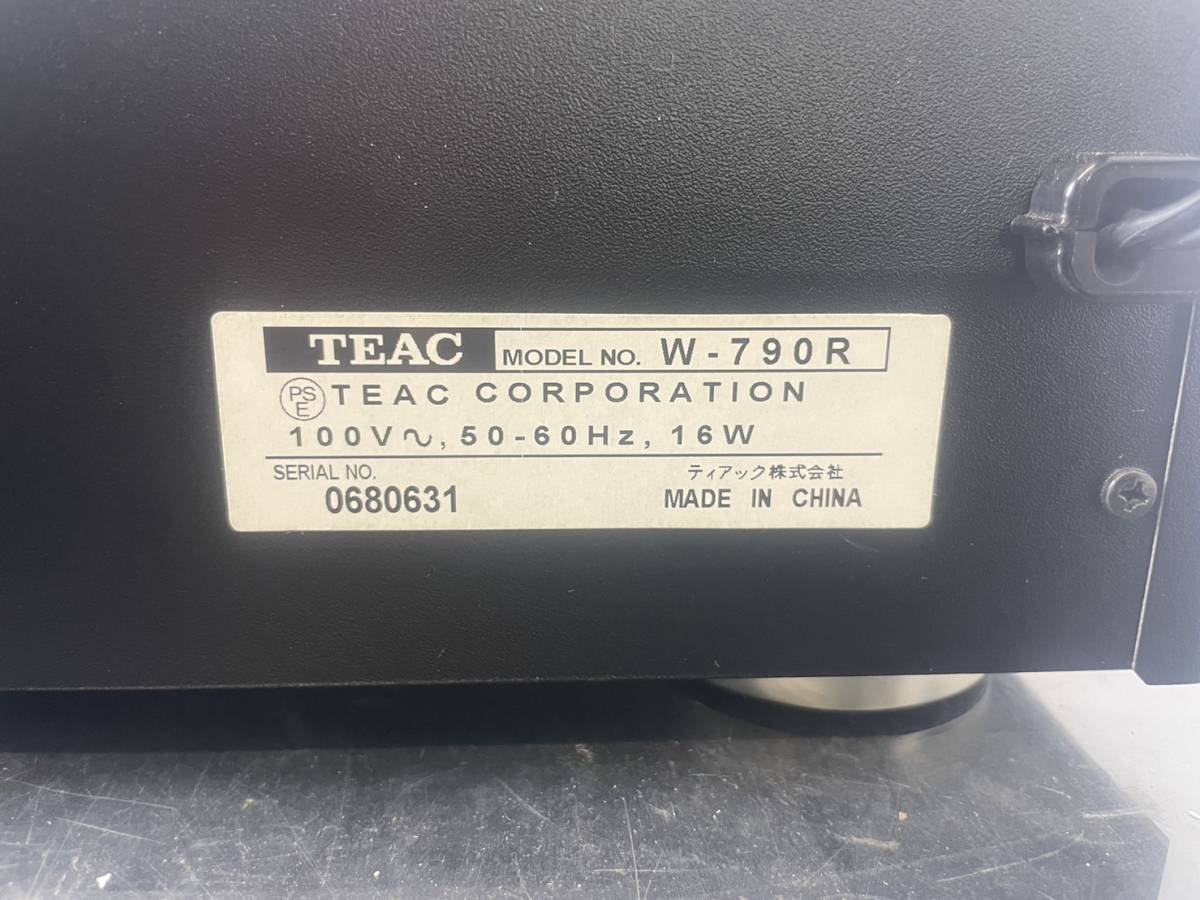 TEAC MODEL NO. W-790R
PSE TEAC CORPORATION
100V~, 50-60Hz, 16W
SERIAL NO. ティアック株式会社
0680631 MADE IN CHINA